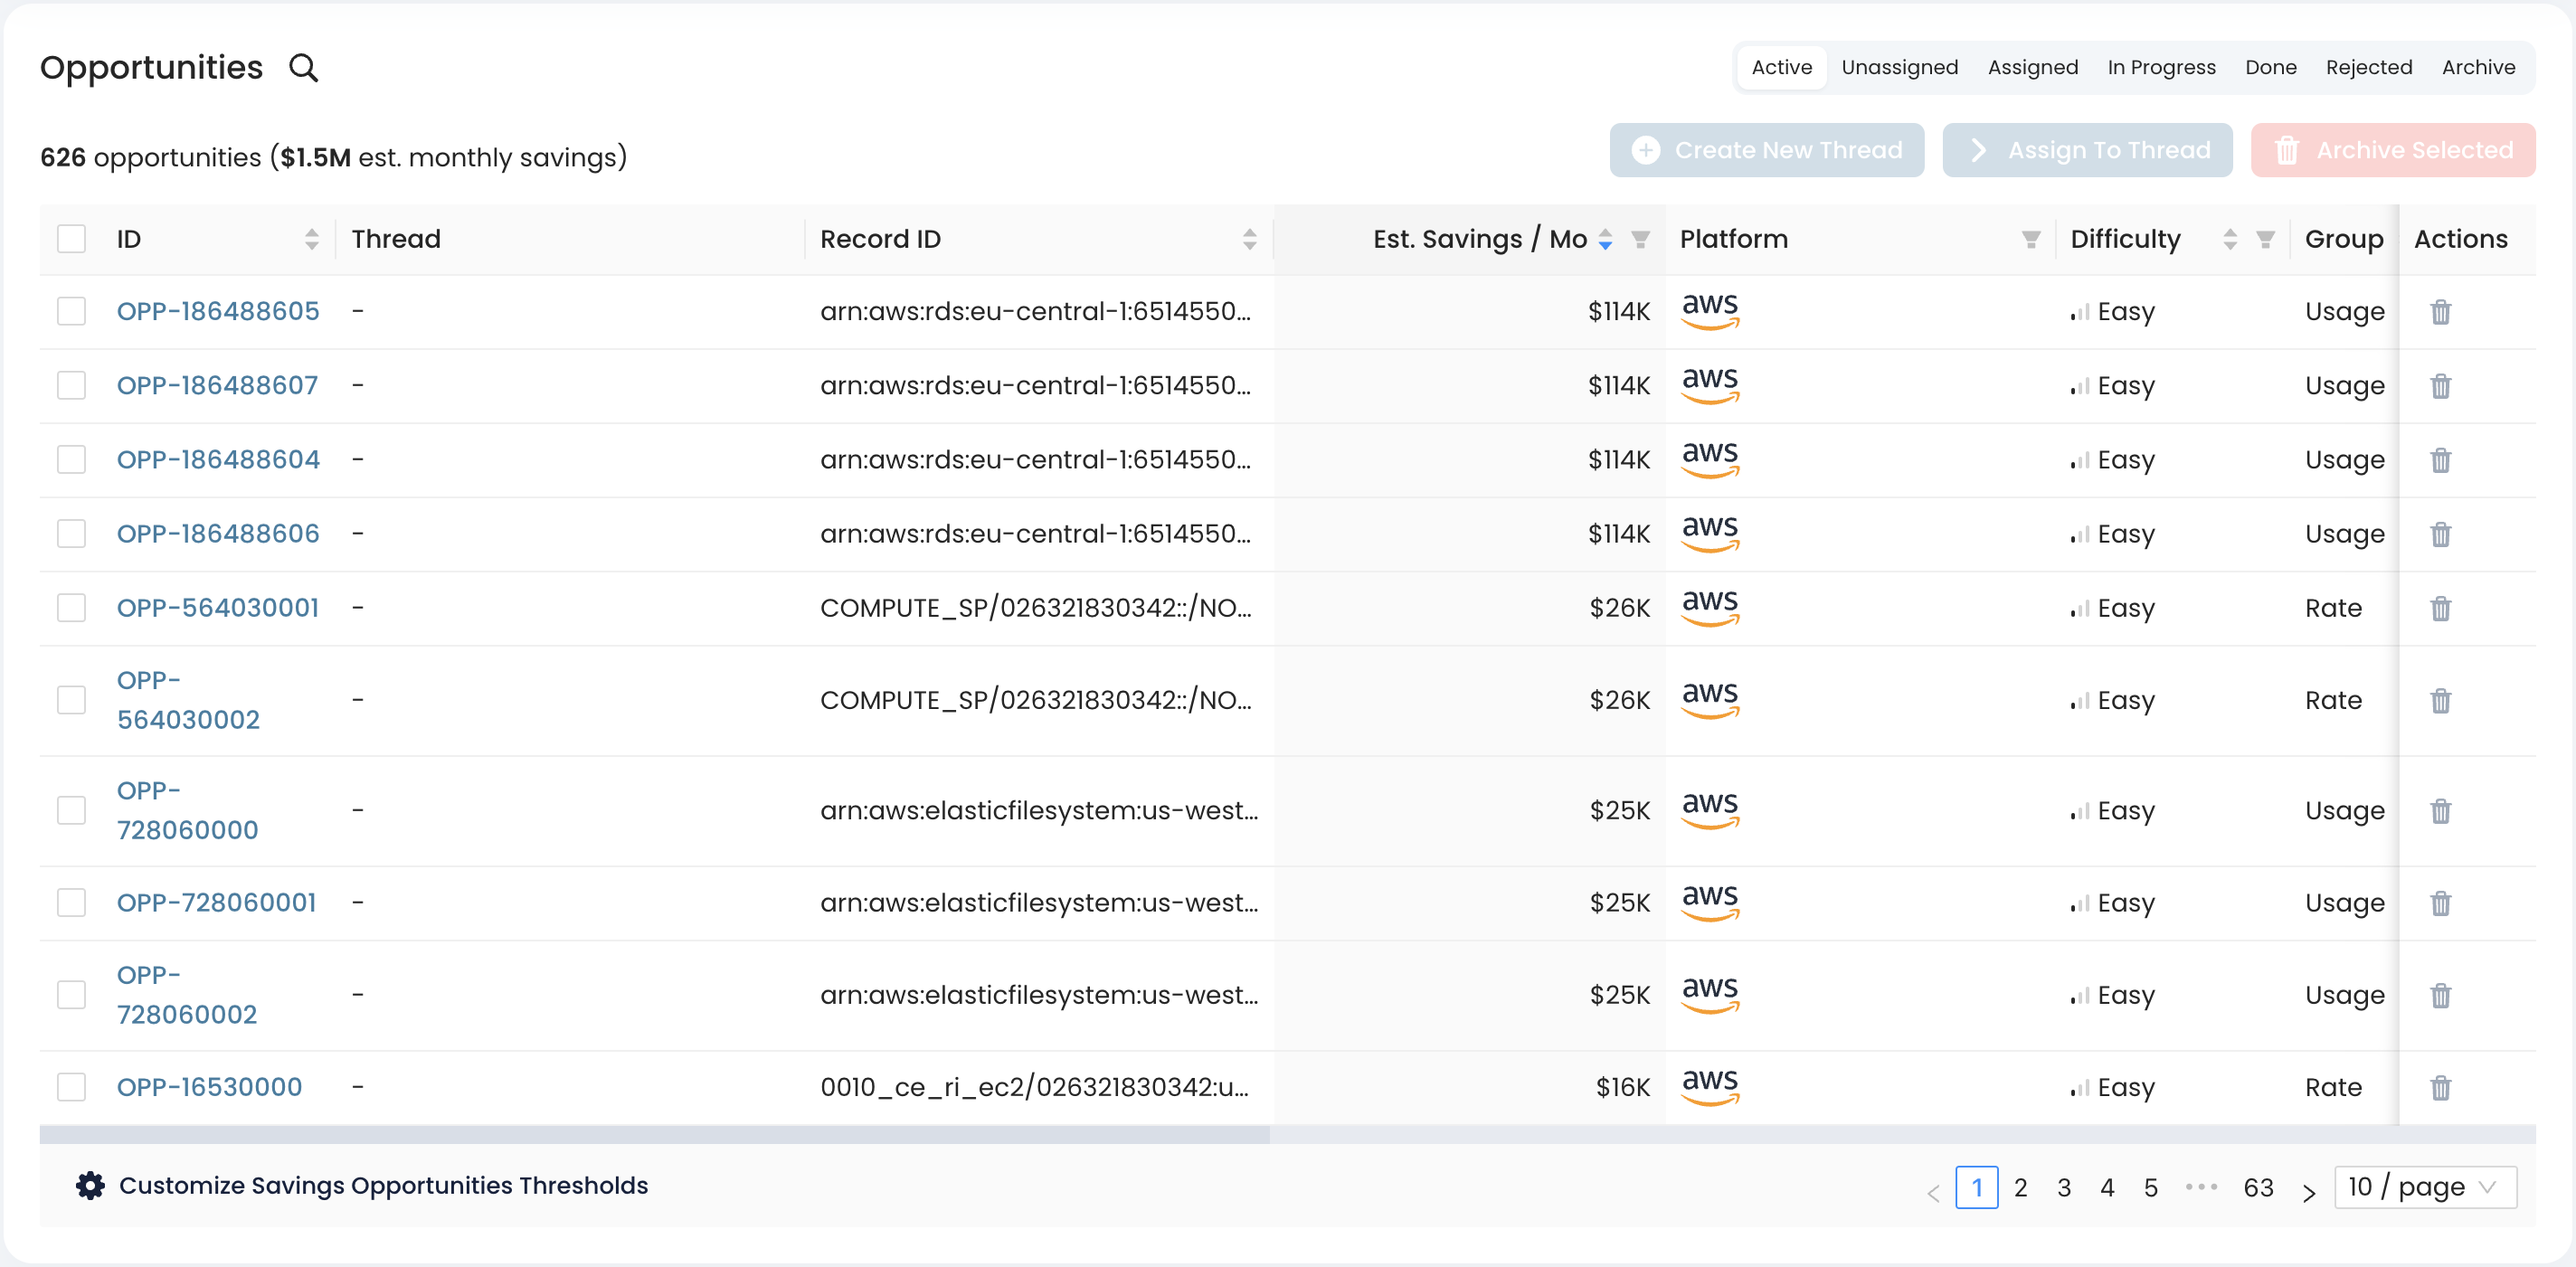 Opportunities
Active Unassigned Assigned In Progress Done Rejected Archive
626 opportunities ($1.5M est. monthly savings)
Create New Thread Assign To Thread Archive Selected
ID Thread Record ID Est. Savings / Mo Platform Difficulty Group Actions
OPP-186488605 - arn:aws:rds:eu-central-1:6514550... $114K aws Easy Usage
OPP-186488607 - arn:aws:rds:eu-central-1:6514550... $114K aws Easy Usage
OPP-186488604 - arn:aws:rds:eu-central-1:6514550... $114K aws Easy Usage
OPP-186488606 - arn:aws:rds:eu-central-1:6514550... $114K aws Easy Usage
OPP-564030001 - COMPUTE_SP/026321830342::/NO... $26K aws Easy Rate
OPP-
564030002 - COMPUTE_SP/026321830342::/NO... $26K aws Easy Rate
OPP-
728060000 - arn:aws:elasticfilesystem:us-west... $25K aws Easy Usage
OPP-728060001 - arn:aws:elasticfilesystem:us-west... $25K aws Easy Usage
OPP-
728060002 - arn:aws:elasticfilesystem:us-west... $25K aws Easy Usage
OPP-16530000 - 0010_ce_ri_ec2/026321830342:u... $16K aws Easy Rate
Customize Savings Opportunities Thresholds
< 1 2 3 4 5 ••• 63 > 10 / page